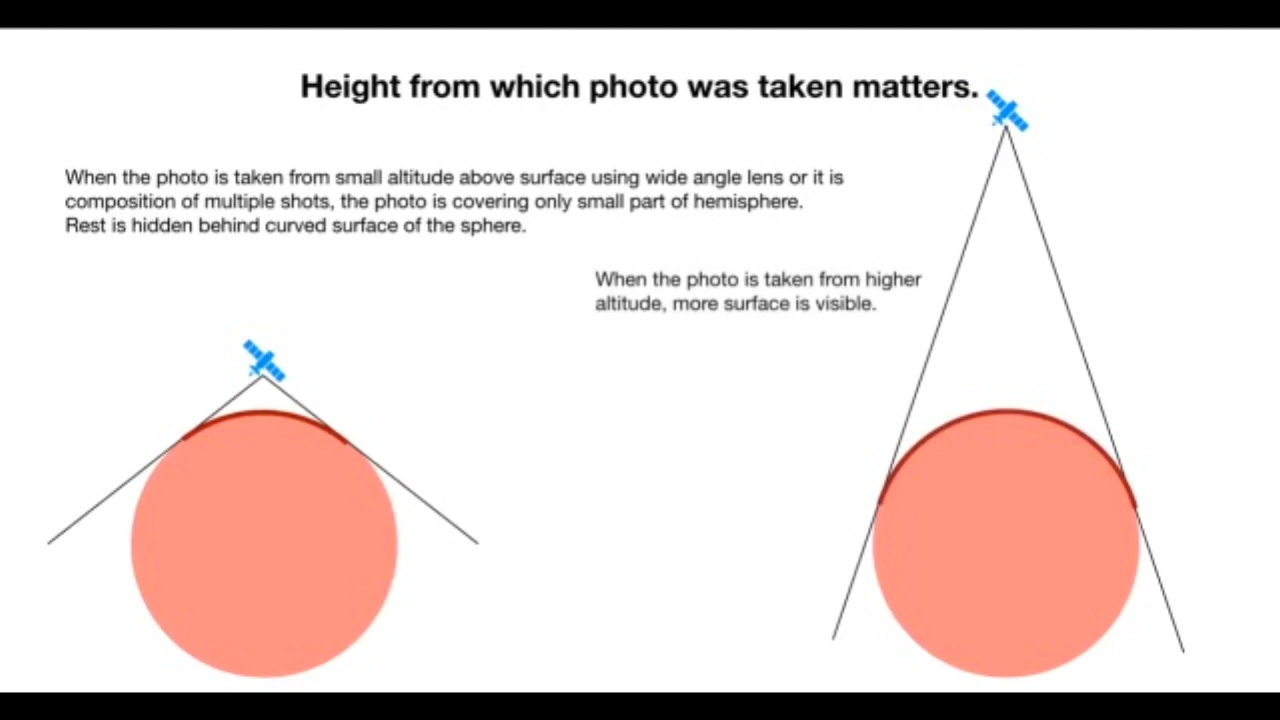 Height from which photo was taken matters.
When the photo is taken from small altitude above surface using wide angle lens or it is
composition of multiple shots, the photo is covering only small part of hemisphere.
Rest is hidden behind curved surface of the sphere.
When the photo is taken from higher
altitude, more surface is visible.